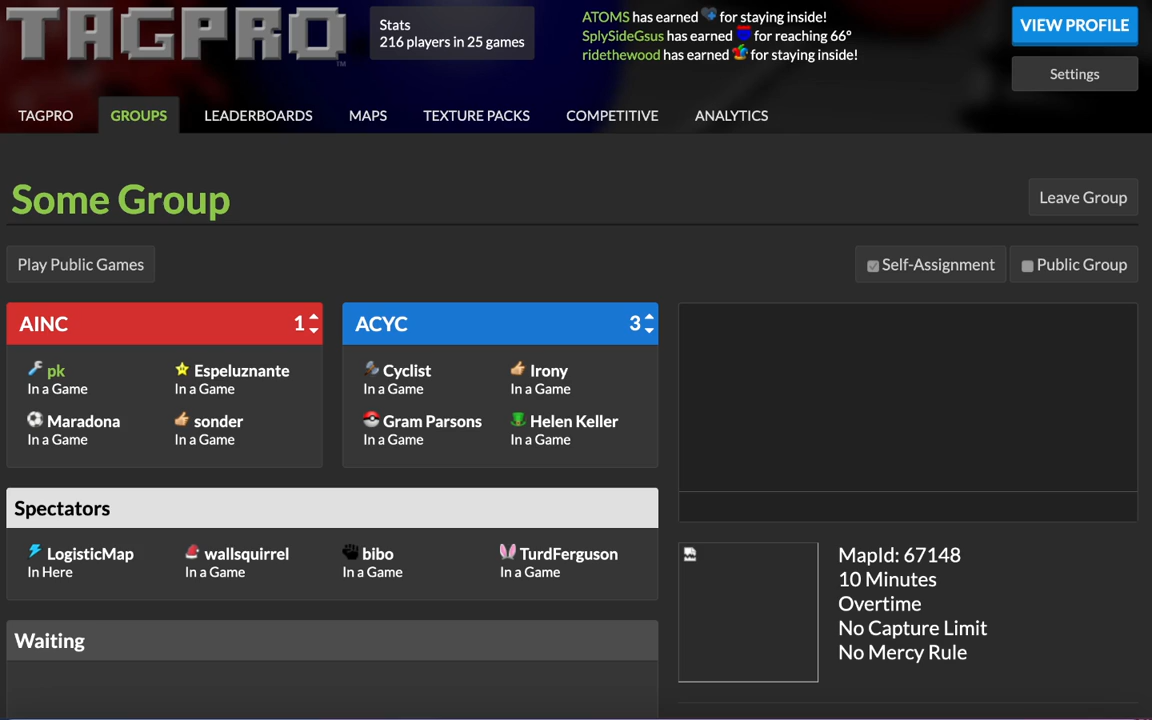 TAGPRO
TM
Stats
216 players in 25 games
ATOMS has earned for staying inside!
SplySideGsus has earned for reaching 66°
ridethewood has earned for staying inside!
VIEW PROFILE
Settings
TAGPRO GROUPS LEADERBOARDS MAPS TEXTURE PACKS COMPETITIVE ANALYTICS
Some Group
Leave Group
Play Public Games
Self-Assignment
Public Group
AINC 1
pk Espeluznante
In a Game In a Game
Maradona sonder
In a Game In a Game
ACYC 3
Cyclist Irony
In a Game In a Game
Gram Parsons Helen Keller
In a Game In a Game
Spectators
LogisticMap wallsquirrel bibo TurdFerguson
In Here In a Game In a Game In a Game
Waiting
MapId: 67148
10 Minutes
Overtime
No Capture Limit
No Mercy Rule